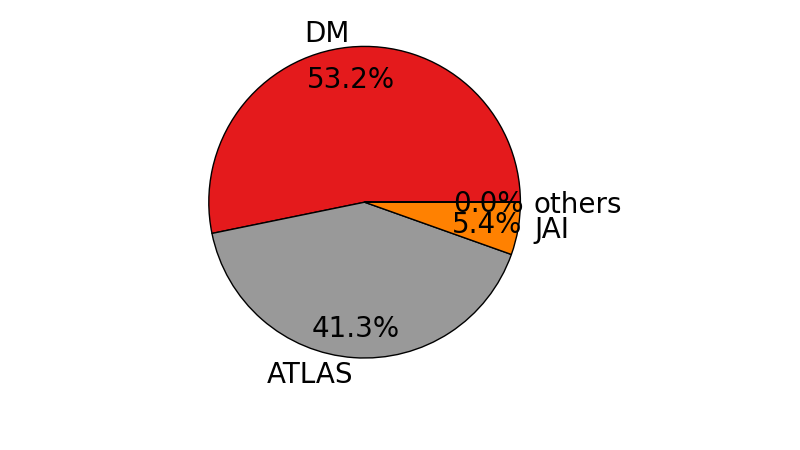 DM
53.2%
0.0% others
5.4% JAI
41.3%
ATLAS